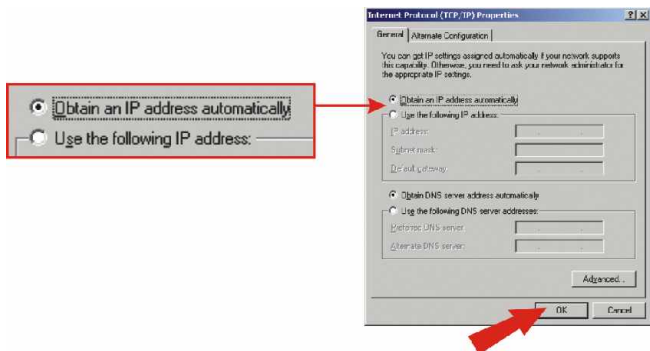 Obtain an IP address automatically
Use the following IP address:
Internet Protocol (TCP/IP) Properties
General
Alternate Configuration
You can get IP settings assigned automatically if your network supports
this capability. Otherwise, you need to ask your network administrator for
the appropriate IP settings.
Obtain an IP address automatically
Use the following IP address:
IP address:
Subnet mask:
Default gateway:
Obtain DNS server address automatically
Use the following DNS server addresses:
Preferred DNS server:
Alternate DNS server:
Advanced...
OK
Cancel